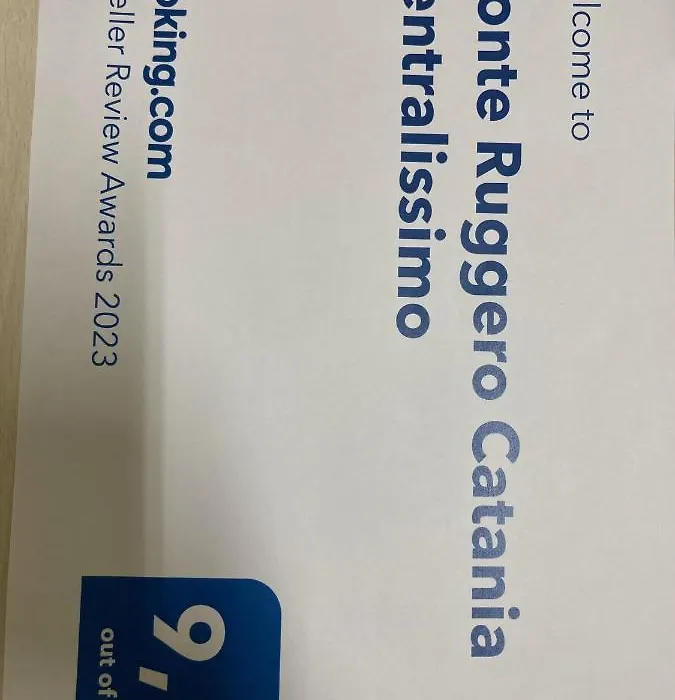 lcome to
onte Ruggero Catania
entralissimo
oking.com
eller Review Awards 2023
9,
out of